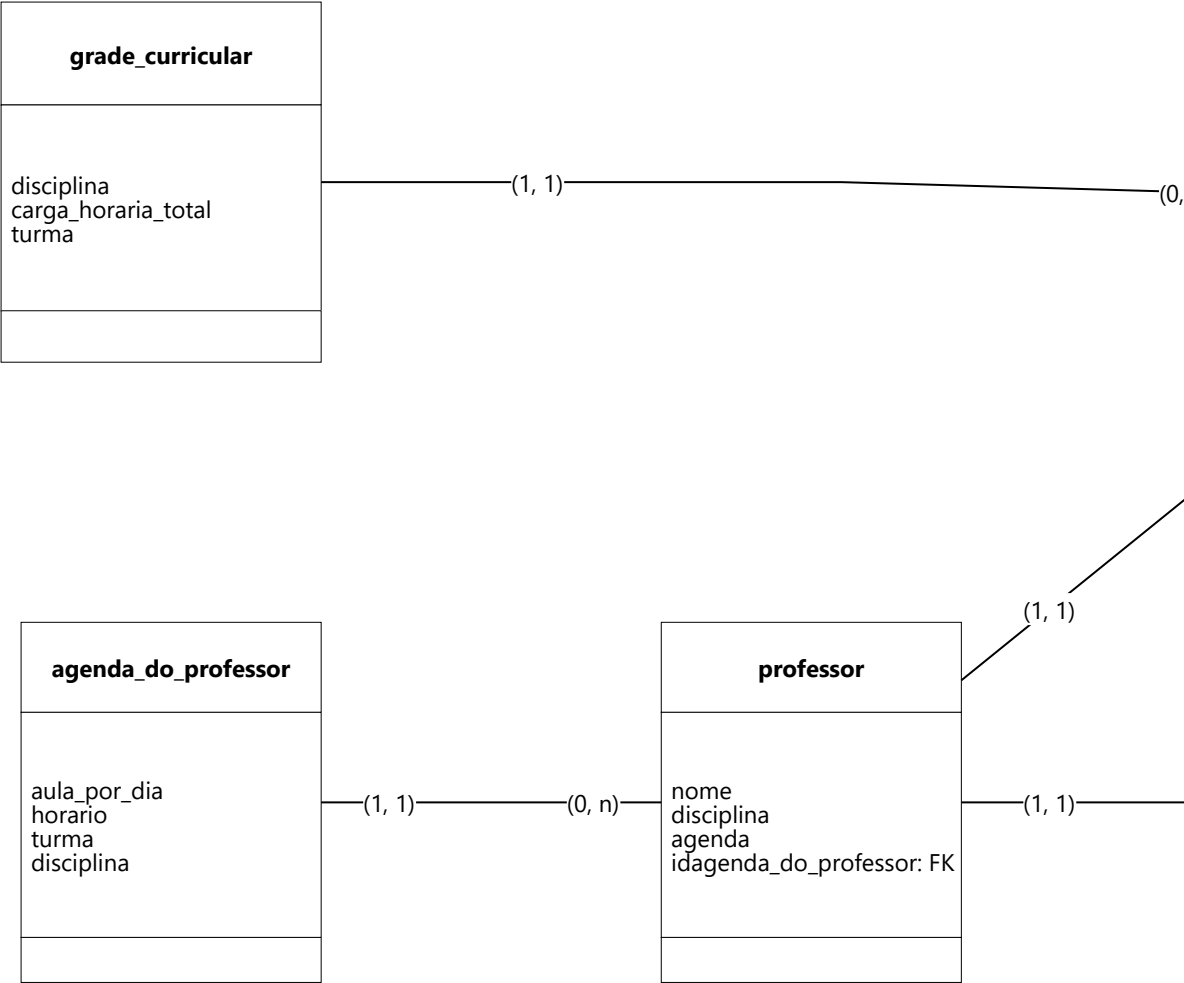 grade_curricular
disciplina
carga_horaria_total
turma
(1, 1)
(0,
(1, 1)
agenda_do_professor
aula_por_dia
horario
turma
disciplina
(1, 1)
(0, n)
professor
nome
disciplina
agenda
idagenda_do_professor: FK
(1, 1)